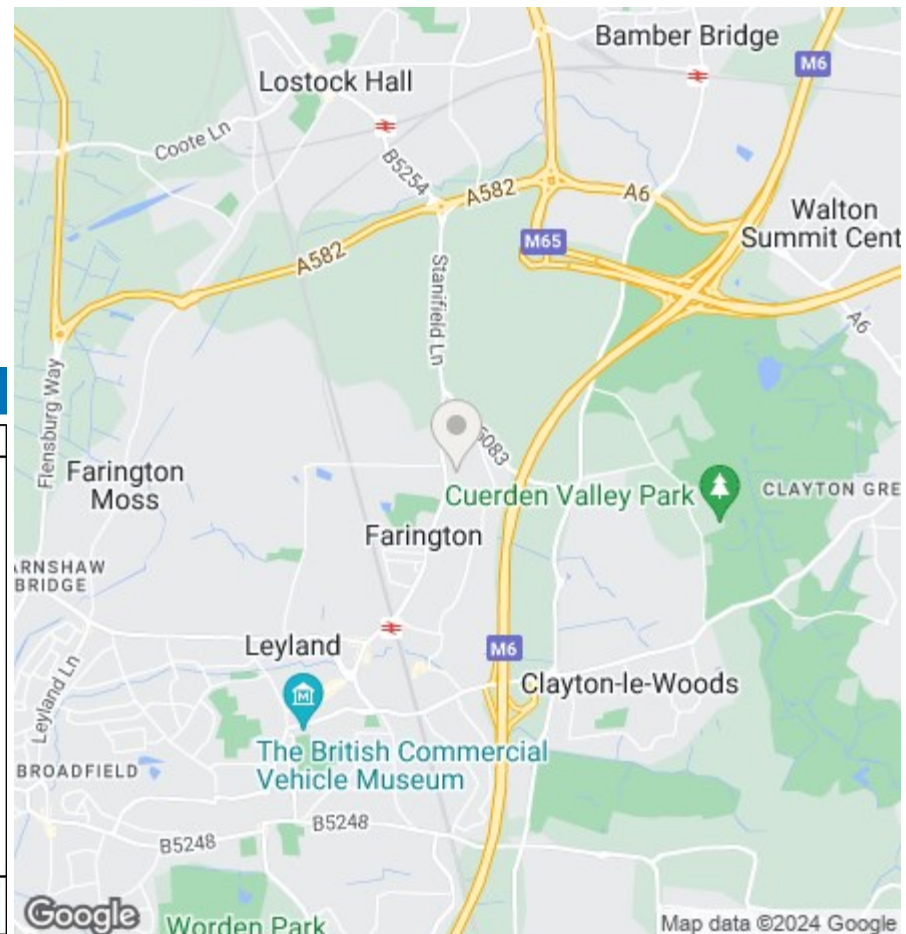 Bamber Bridge
M6
Lostock Hall
Coote Ln
B5254
A582
A6
Walton
Summit Cent
M65
A582
Stanifield Ln
A6
Flensburg Way
Farington
Moss
Cuerden Valley Park
CLAYTON GRE
Farington
ARNSHAW
BRIDGE
Leyland
M6
Clayton-le-Woods
Leyland Ln
M
The British Commercial
Vehicle Museum
BROADFIELD
B5248
B5248
Google
Worden Park
Map data ©2024 Google